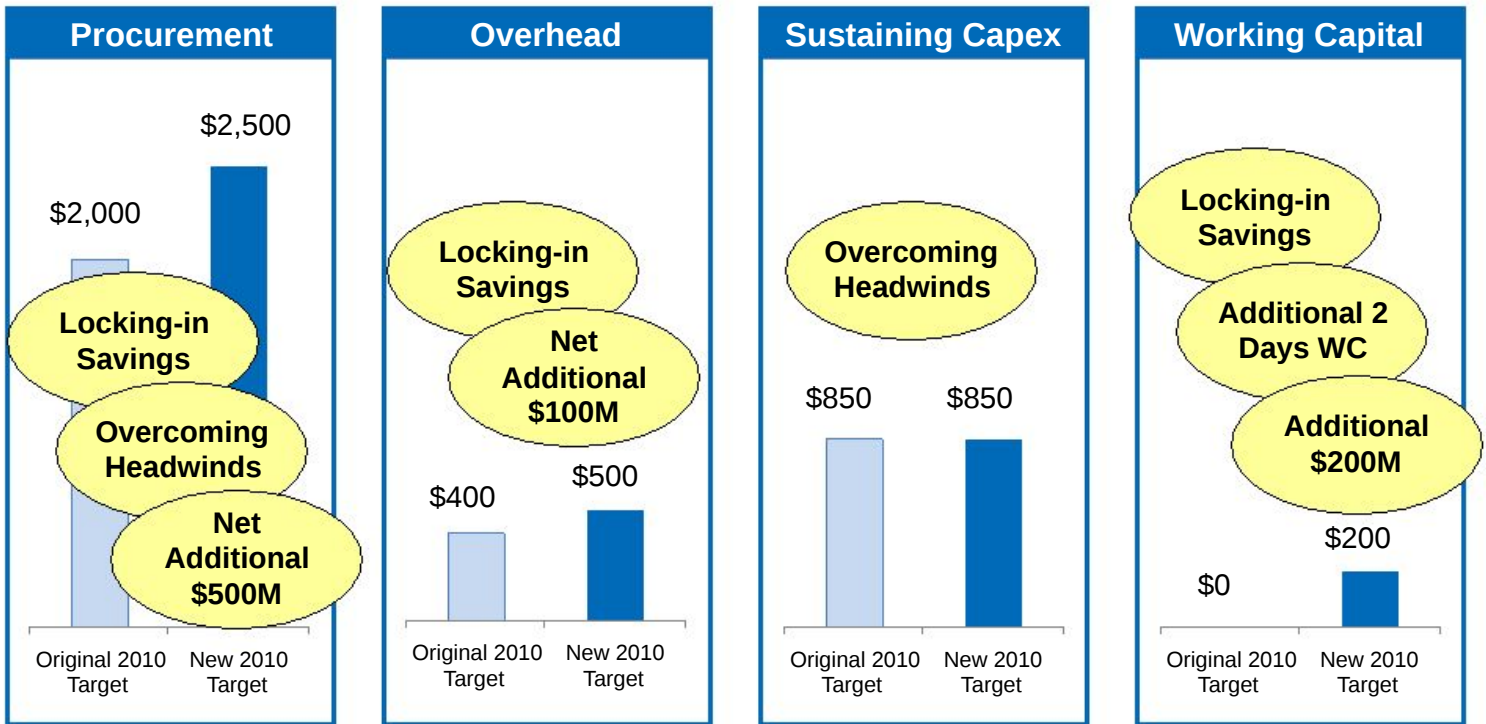 Procurement
$2,500
$2,000
Locking-in
Savings
Overcoming
Headwinds
Net
Additional
$500M
Original 2010
Target
New 2010
Target
Overhead
Locking-in
Savings
Net
Additional
$100M
$400
$500
Original 2010
Target
New 2010
Target
Sustaining Capex
Overcoming
Headwinds
$850
$850
Original 2010
Target
New 2010
Target
Working Capital
Locking-in
Savings
Additional 2
Days WC
Additional
$200M
$200
$0
Original 2010
Target
New 2010
Target